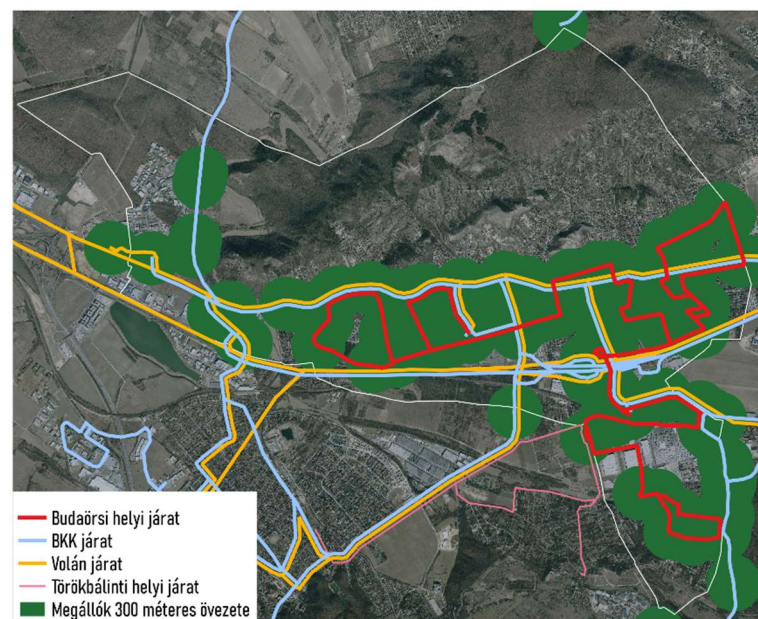 Budaörsi helyi járat
BKK járat
Volán járat
Törökbálinti helyi járat
Megállók 300 méteres övezete